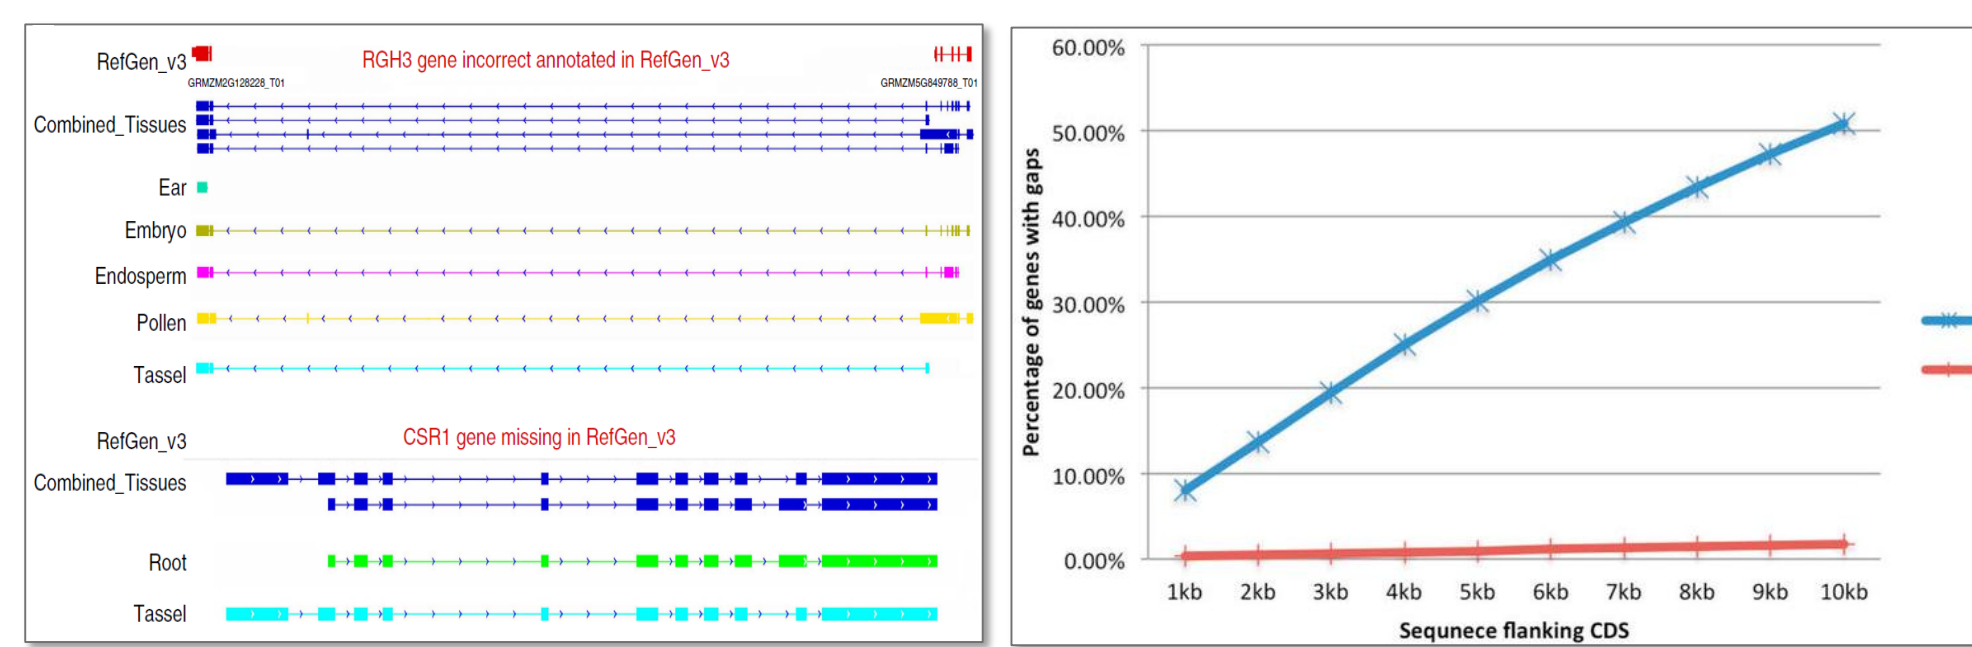 RefGen_v3
RGH3 gene incorrect annotated in RefGen_v3
GRMZM2G128228_T01
GRMZM5G849788_T01
Combined_Tissues
Ear
Embryo
Endosperm
Pollen
Tassel
RefGen_v3
CSR1 gene missing in RefGen_v3
Combined_Tissues
Root
Tassel
Percentage of genes with gaps
60.00%
50.00%
40.00%
30.00%
20.00%
10.00%
0.00%
1kb 2kb 3kb 4kb 5kb 6kb 7kb 8kb 9kb 10kb
Sequnece flanking CDS